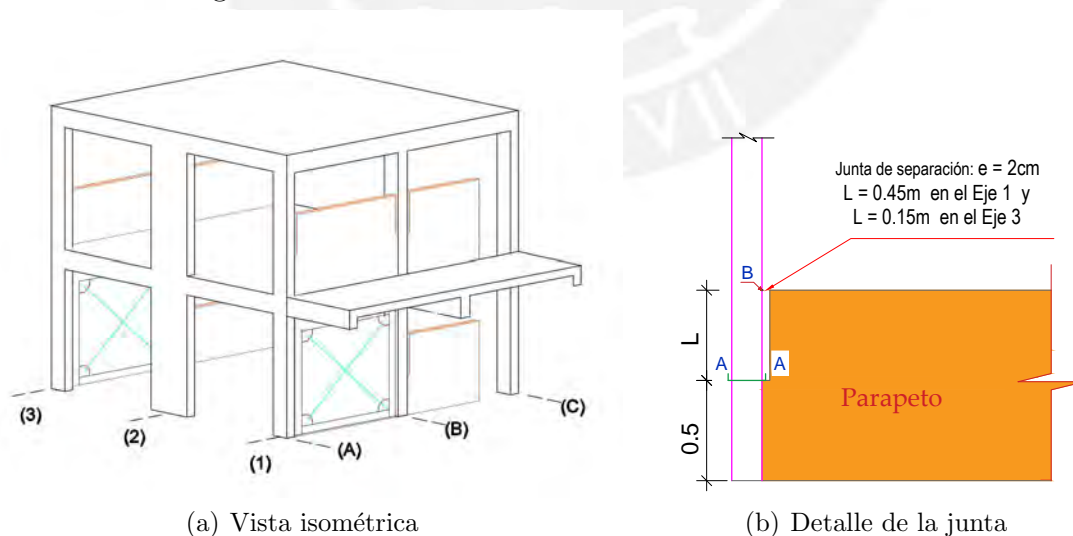 (3)
(2)
(1)
(A)
(B)
(C)
(a) Vista isométrica
Junta de separación: e = 2cm
L = 0.45m en el Eje 1 y
L = 0.15m en el Eje 3
B
L
A
A
0.5
Parapeto
(b) Detalle de la junta